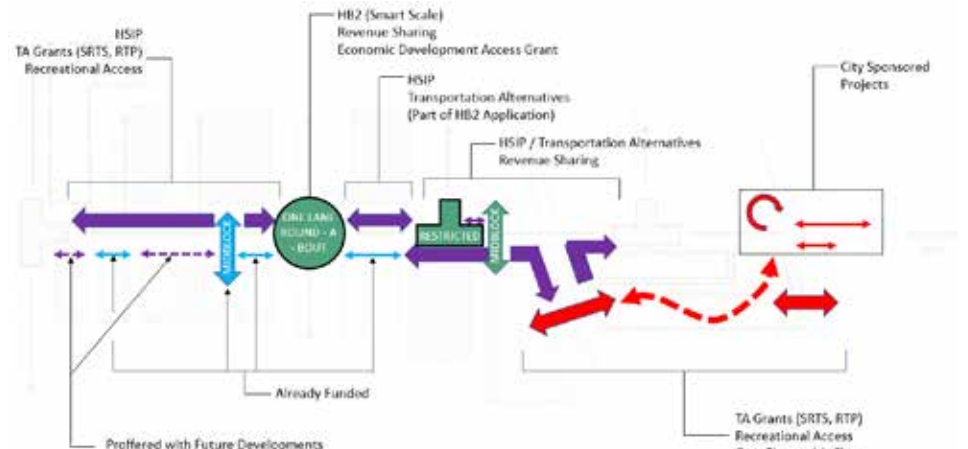 HSIP
TA Grants (SRTS, RTP)
Recreational Access
HB2 (Smart Scale)
Revenue Sharing
Economic Development Access Grant
HSIP
Transportation Alternatives
(Part of HB2 Application)
HSIP / Transportation Alternatives
Revenue Sharing
City Sponsored
Projects
MIDBLOCK
ONE LANE
ROUND - A
- BOUT
RESTRICTED
MIDBLOCK
Already Funded
Proffered with Future Developments
TA Grants (SRTS, RTP)
Recreational Access